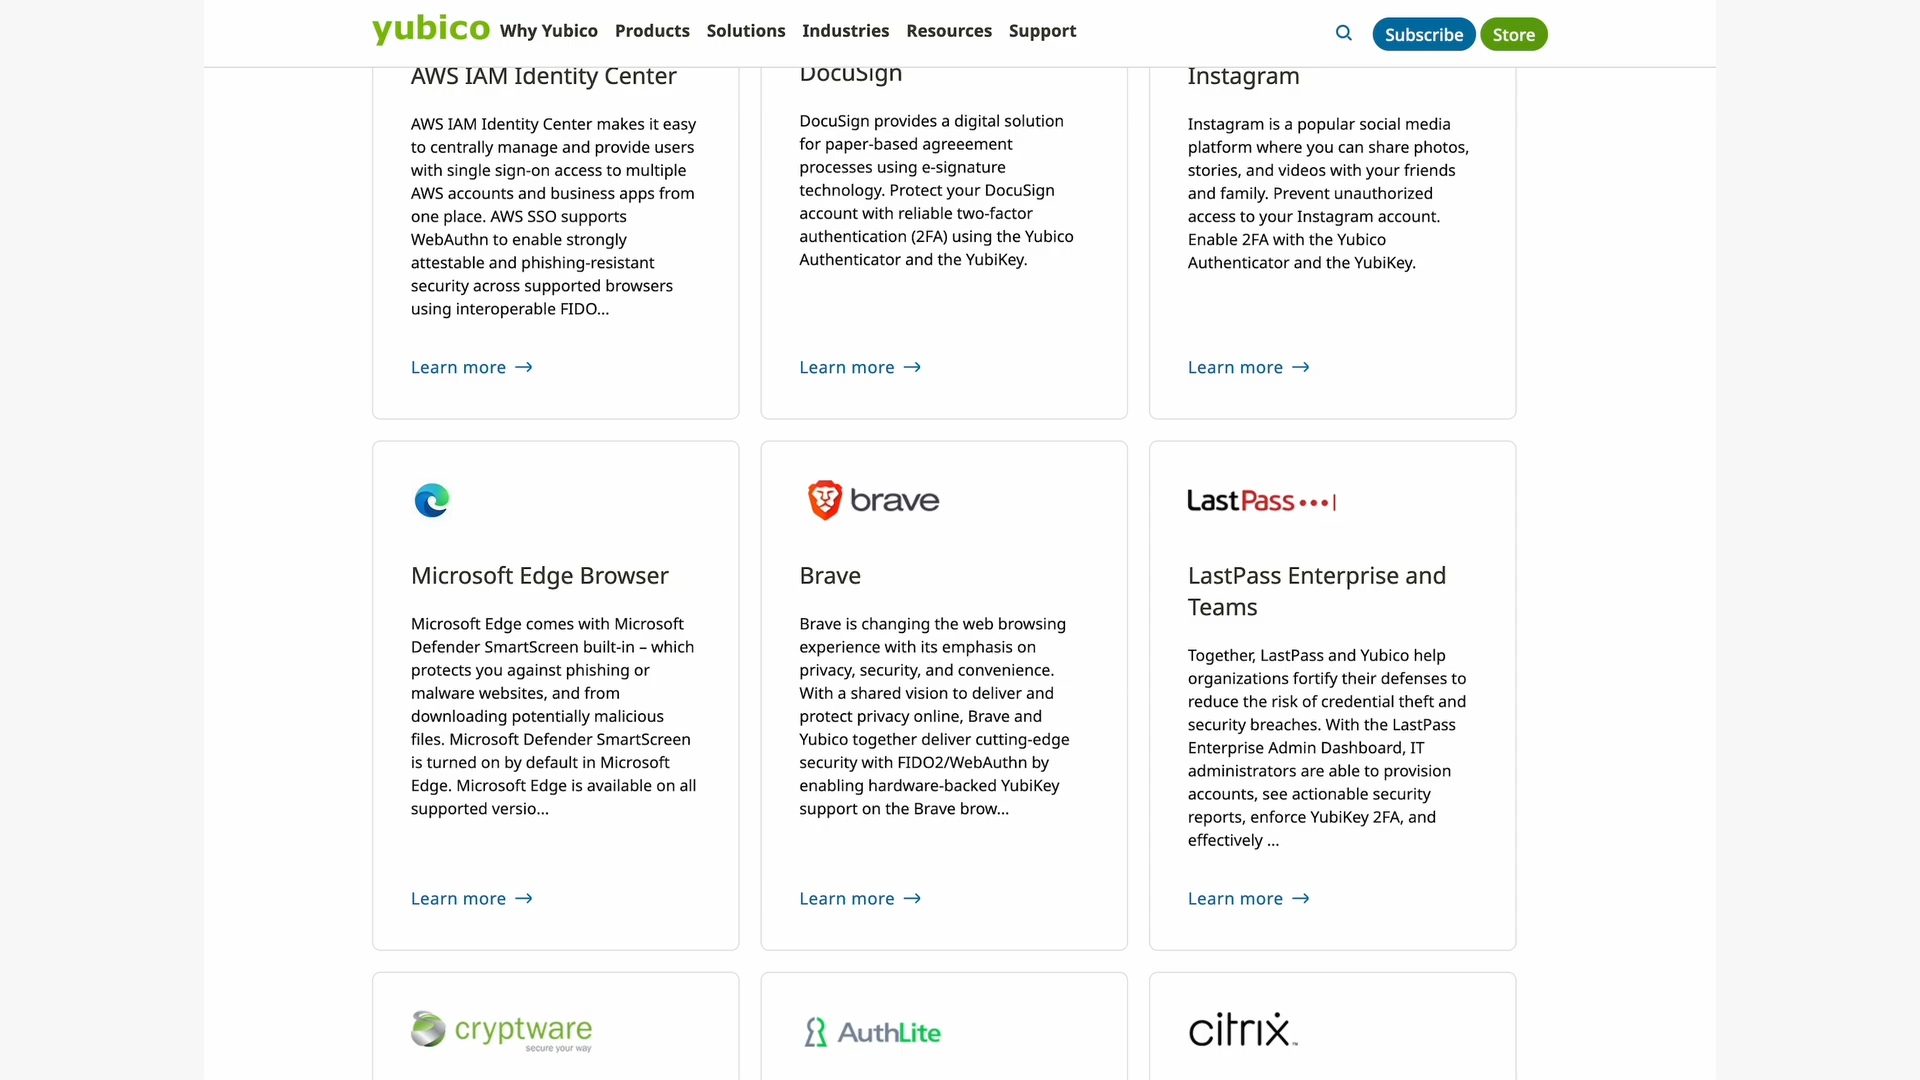 yubico Why Yubico Products Solutions Industries Resources Support Subscribe Store
AWS IAM Identity Center
AWS IAM Identity Center makes it easy
to centrally manage and provide users
with single sign-on access to multiple
AWS accounts and business apps from
one place. AWS SSO supports
WebAuthn to enable strongly
attestable and phishing-resistant
security across supported browsers
using interoperable FIDO...
Learn more
DocuSign
DocuSign provides a digital solution
for paper-based agreeement
processes using e-signature
technology. Protect your DocuSign
account with reliable two-factor
authentication (2FA) using the Yubico
Authenticator and the YubiKey.
Learn more
Instagram
Instagram is a popular social media
platform where you can share photos,
stories, and videos with your friends
and family. Prevent unauthorized
access to your Instagram account.
Enable 2FA with the Yubico
Authenticator and the YubiKey.
Learn more
Microsoft Edge Browser
Microsoft Edge comes with Microsoft
Defender SmartScreen built-in – which
protects you against phishing or
malware websites, and from
downloading potentially malicious
files. Microsoft Defender SmartScreen
is turned on by default in Microsoft
Edge. Microsoft Edge is available on all
supported versio...
Learn more
brave
Brave
Brave is changing the web browsing
experience with its emphasis on
privacy, security, and convenience.
With a shared vision to deliver and
protect privacy online, Brave and
Yubico together deliver cutting-edge
security with FIDO2/WebAuthn by
enabling hardware-backed YubiKey
support on the Brave brow...
Learn more
LastPass
LastPass Enterprise and
Teams
Together, LastPass and Yubico help
organizations fortify their defenses to
reduce the risk of credential theft and
security breaches. With the LastPass
Enterprise Admin Dashboard, IT
administrators are able to provision
accounts, see actionable security
reports, enforce YubiKey 2FA, and
effectively ...
Learn more
cryptware
secure your way
AuthLite
citrix